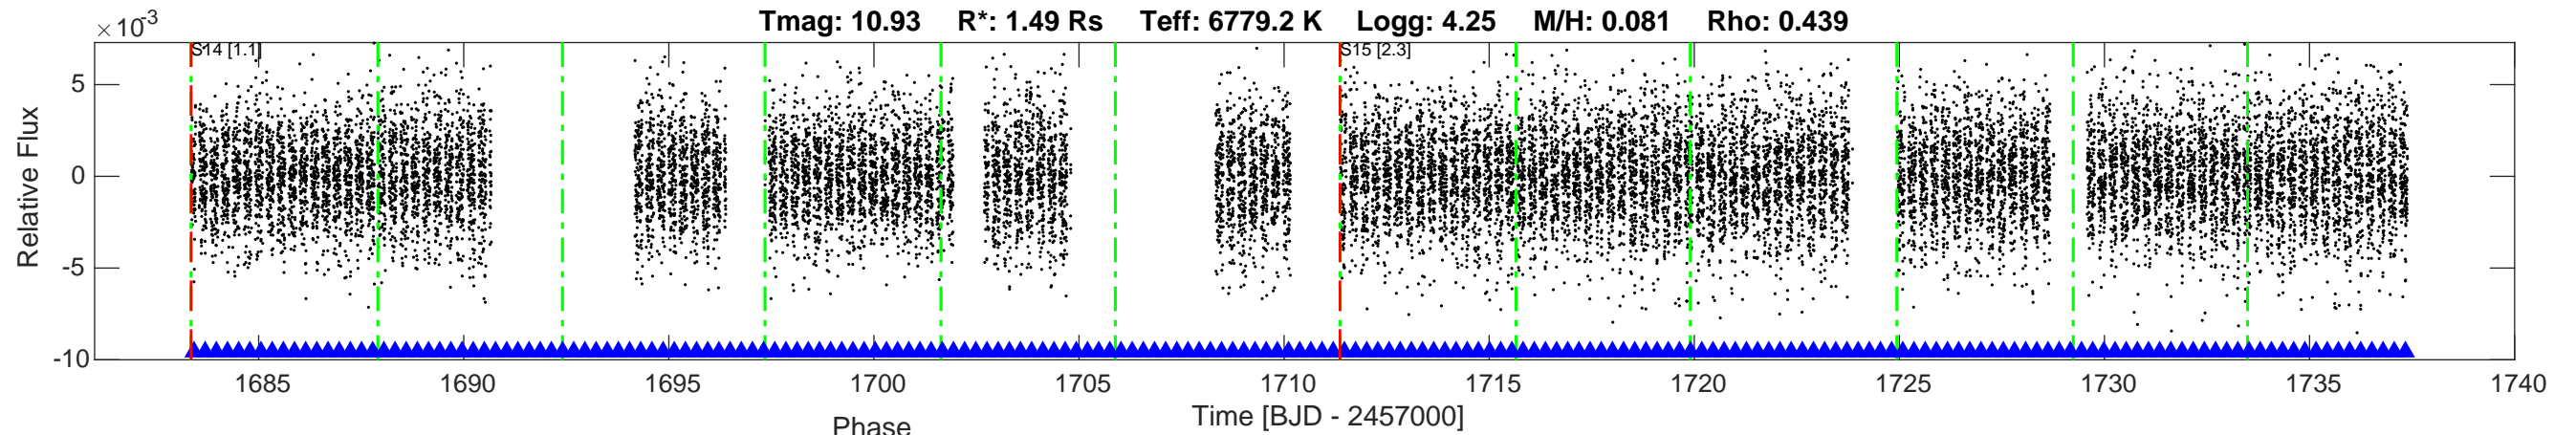 Tmag: 10.93 R*: 1.49 Rs Teff: 6779.2 K Logg: 4.25 M/H: 0.081 Rho: 0.439
×10-3
S14 [1.1] S15 [2.3]
5
0
-5
-10
Relative Flux
1685 1690 1695 1700 1705 1710 1715 1720 1725 1730 1735 1740
Time [BJD - 2457000]
Phase